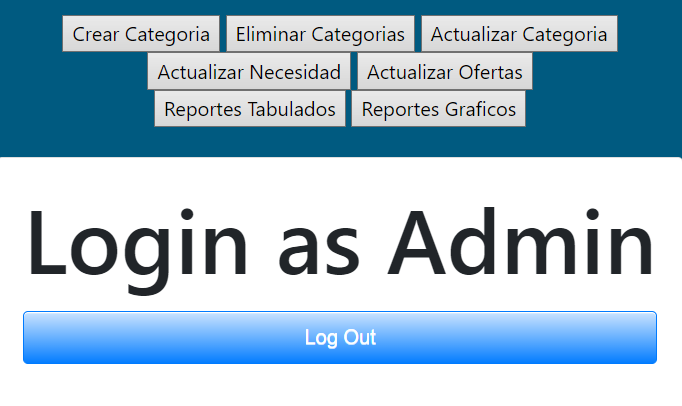 Crear Categoria Eliminar Categorias Actualizar Categoria
Actualizar Necesidad Actualizar Ofertas
Reportes Tabulados Reportes Graficos
Login as Admin
Log Out